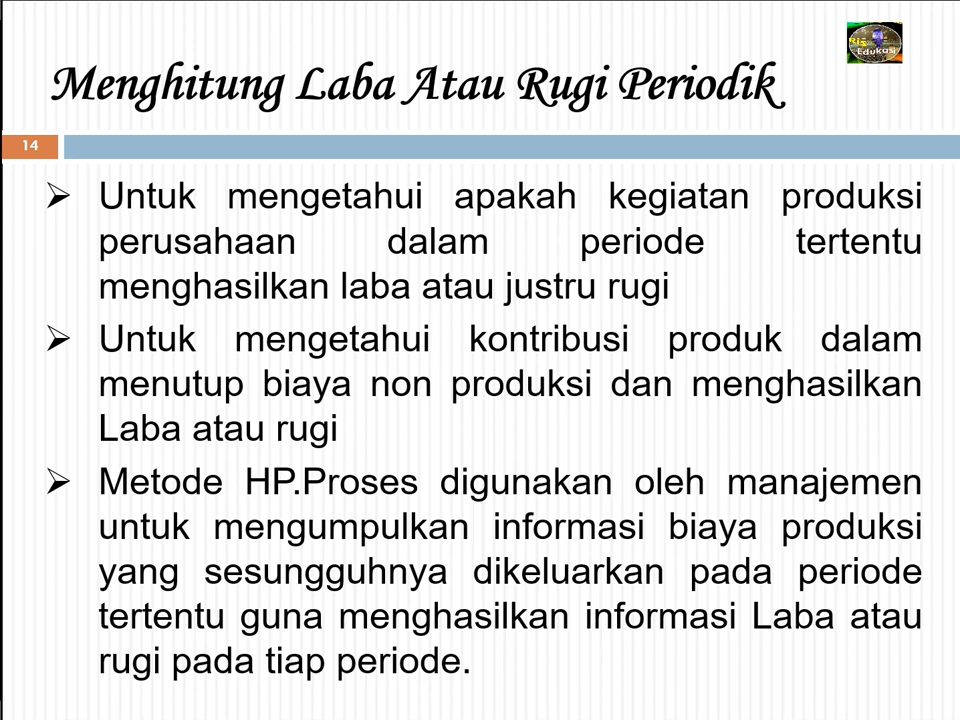 Menghitung Laba Atau Rugi Periodik
Edukasi
14
➢ Untuk mengetahui apakah kegiatan produksi
perusahaan dalam periode tertentu
menghasilkan laba atau justru rugi
➢ Untuk mengetahui kontribusi produk dalam
menutup biaya non produksi dan menghasilkan
Laba atau rugi
➢ Metode HP.Proses digunakan oleh manajemen
untuk mengumpulkan informasi biaya produksi
yang sesungguhnya dikeluarkan pada periode
tertentu guna menghasilkan informasi Laba atau
rugi pada tiap periode.